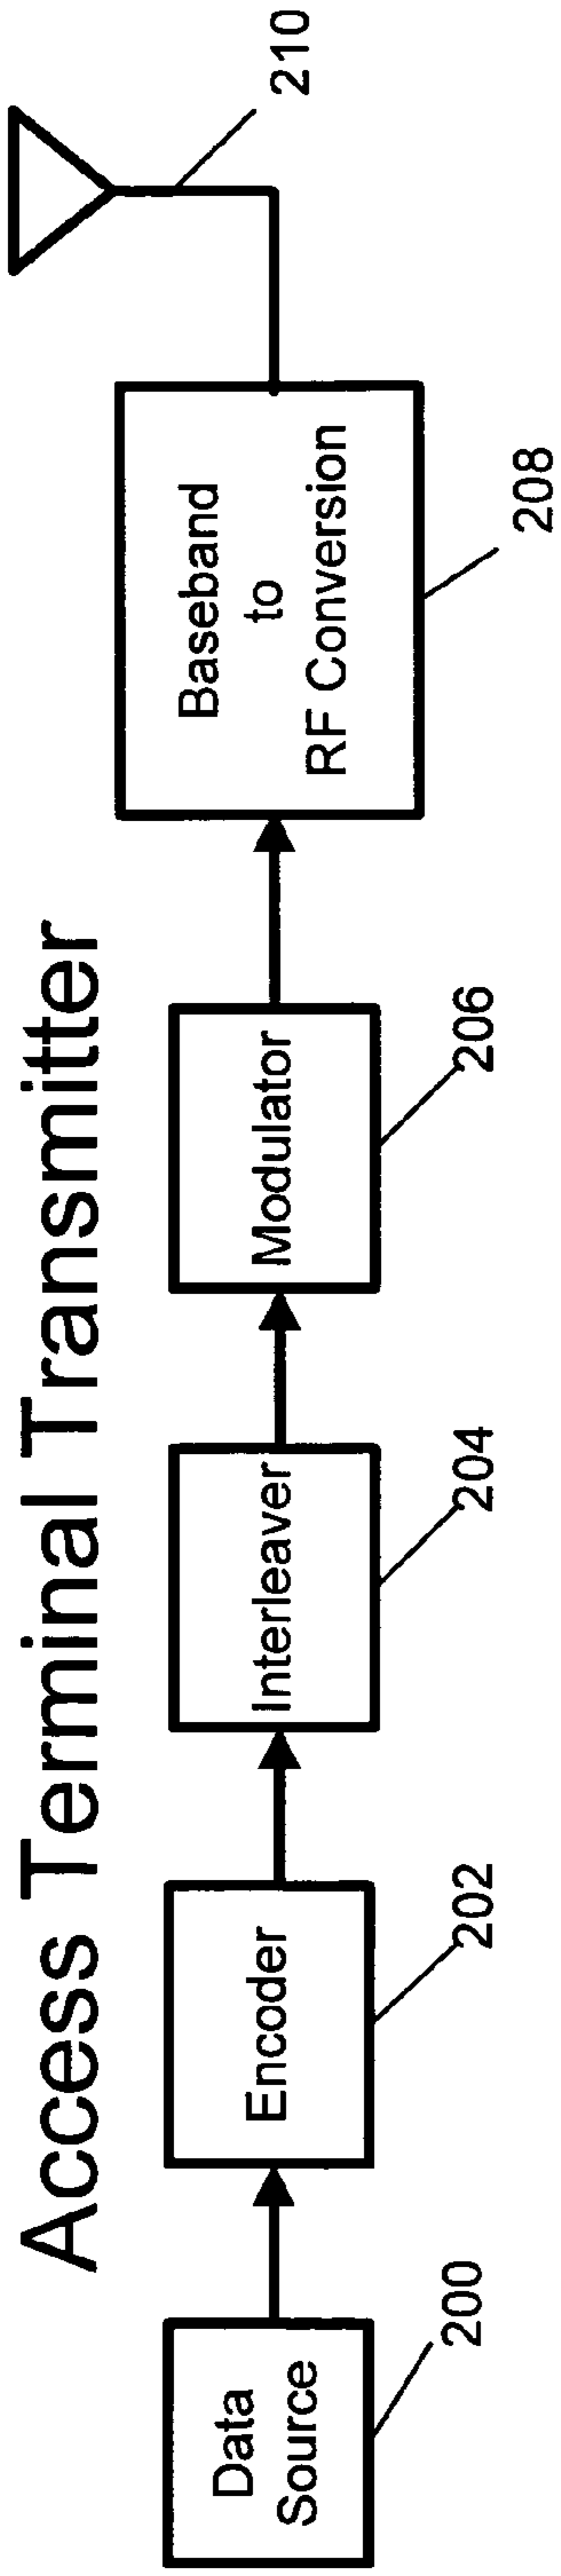 Access Terminal Transmitter
Data
Source
Encoder
Interleaver
Modulator
Baseband
to
RF Conversion
200
202
204
206
208
210